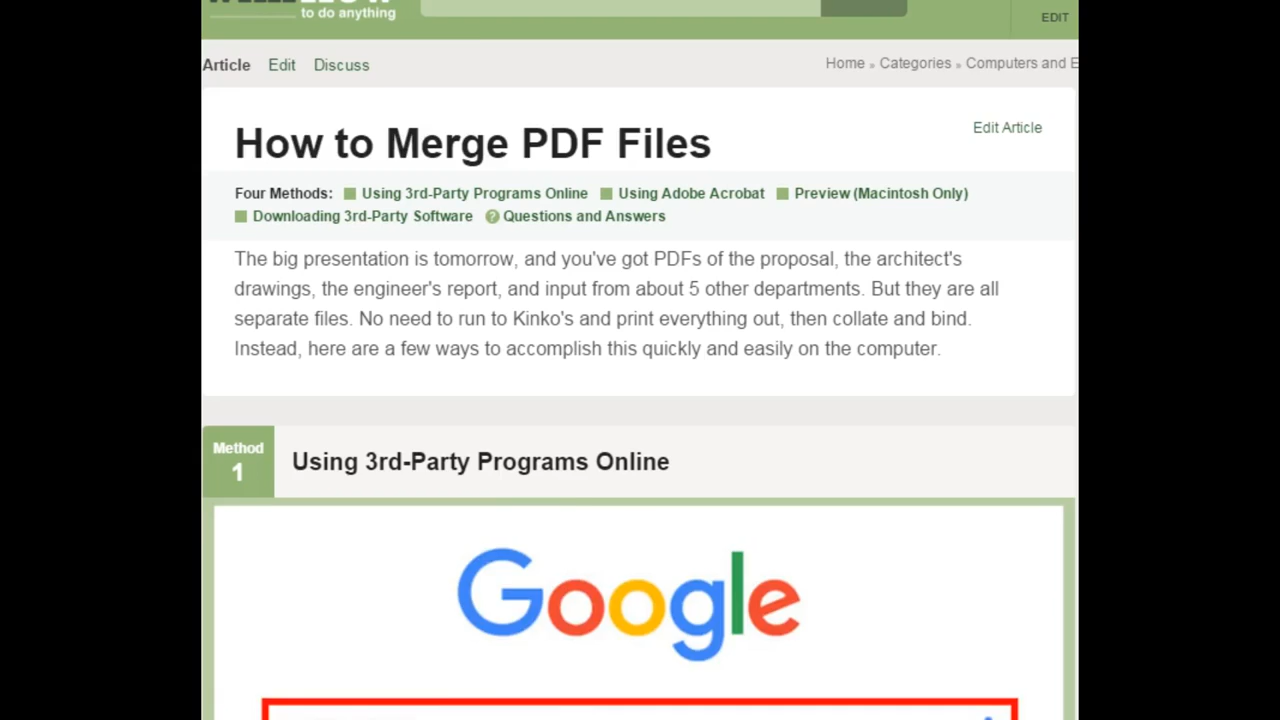 to do anything
EDIT
Article Edit Discuss
Home » Categories » Computers and E
How to Merge PDF Files
Edit Article
Four Methods: Using 3rd-Party Programs Online Using Adobe Acrobat Preview (Macintosh Only)
Downloading 3rd-Party Software ? Questions and Answers
The big presentation is tomorrow, and you've got PDFs of the proposal, the architect's
drawings, the engineer's report, and input from about 5 other departments. But they are all
separate files. No need to run to Kinko's and print everything out, then collate and bind.
Instead, here are a few ways to accomplish this quickly and easily on the computer.
Method
1
Using 3rd-Party Programs Online
Google